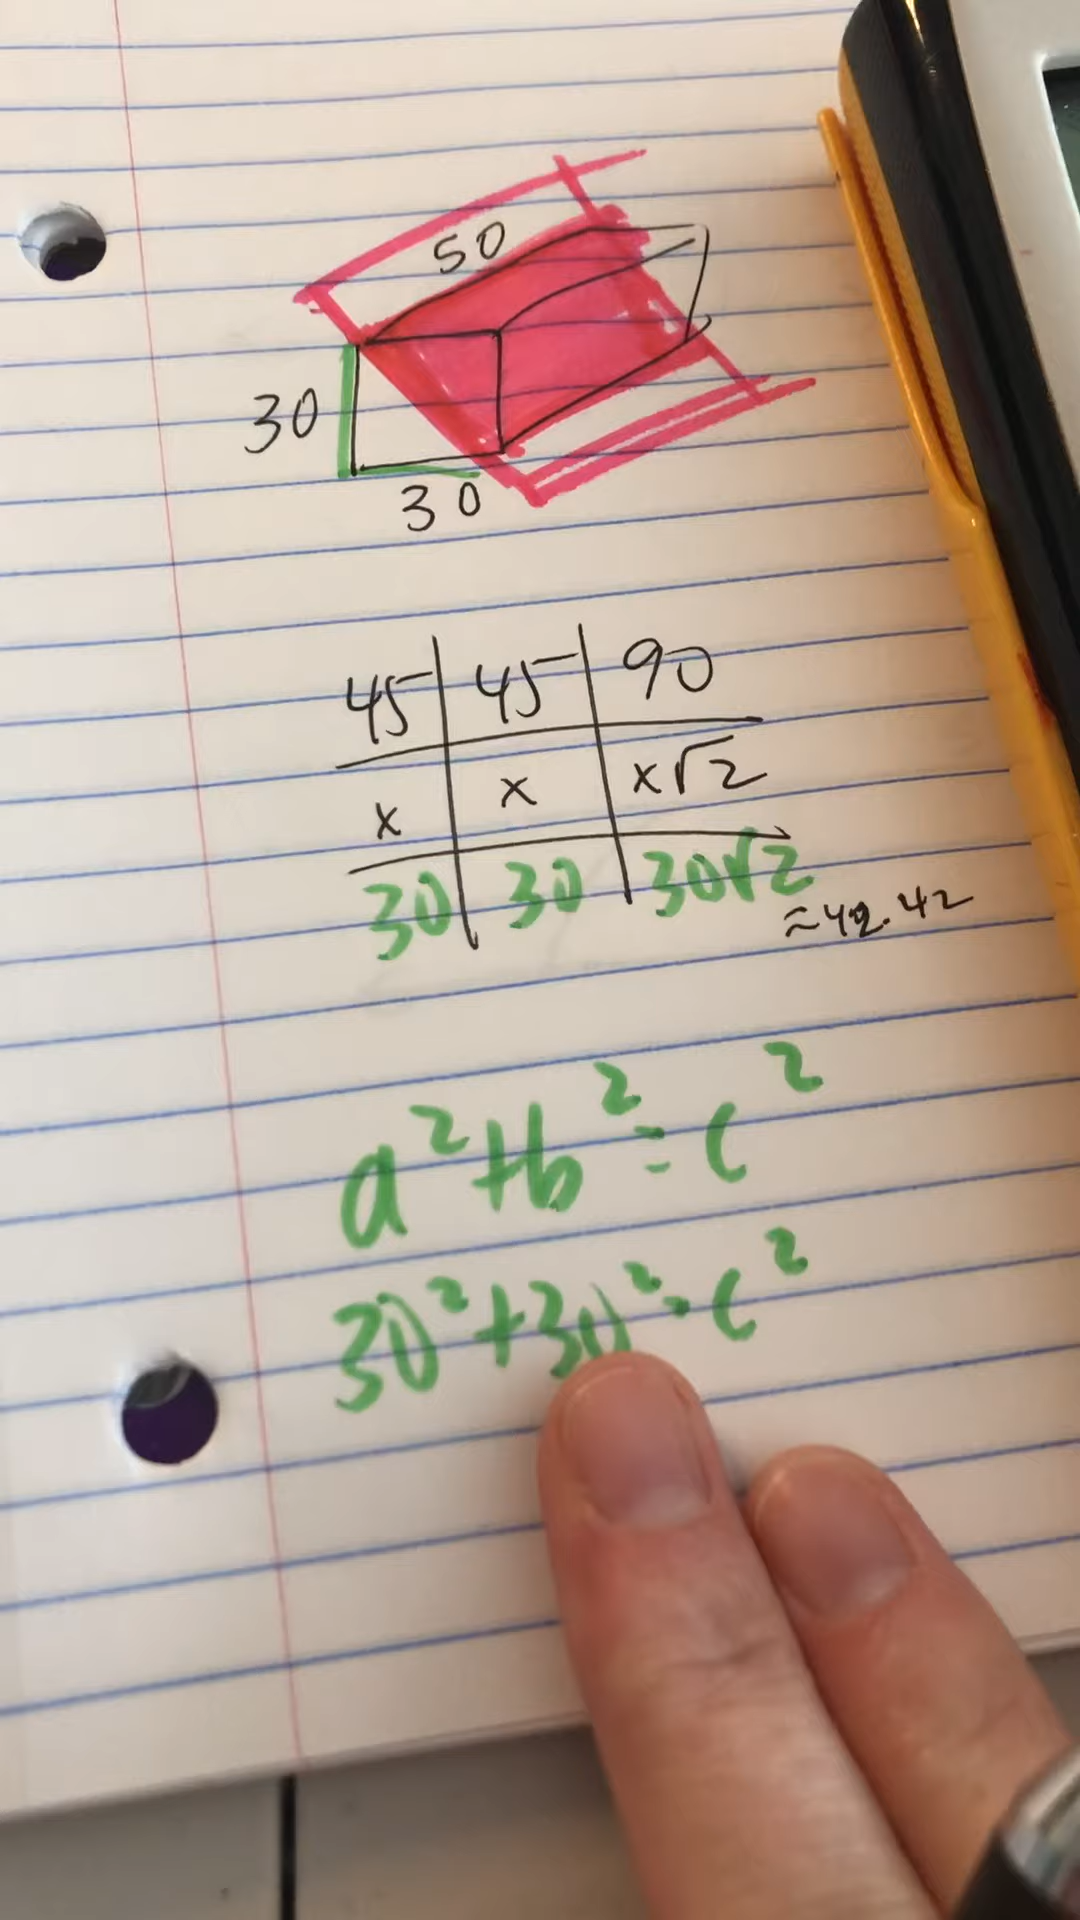 50
30
30
45 45 90
x x x√2
30 30 30√2
≈42.42
a²+b²=c²
30²+30²=c²